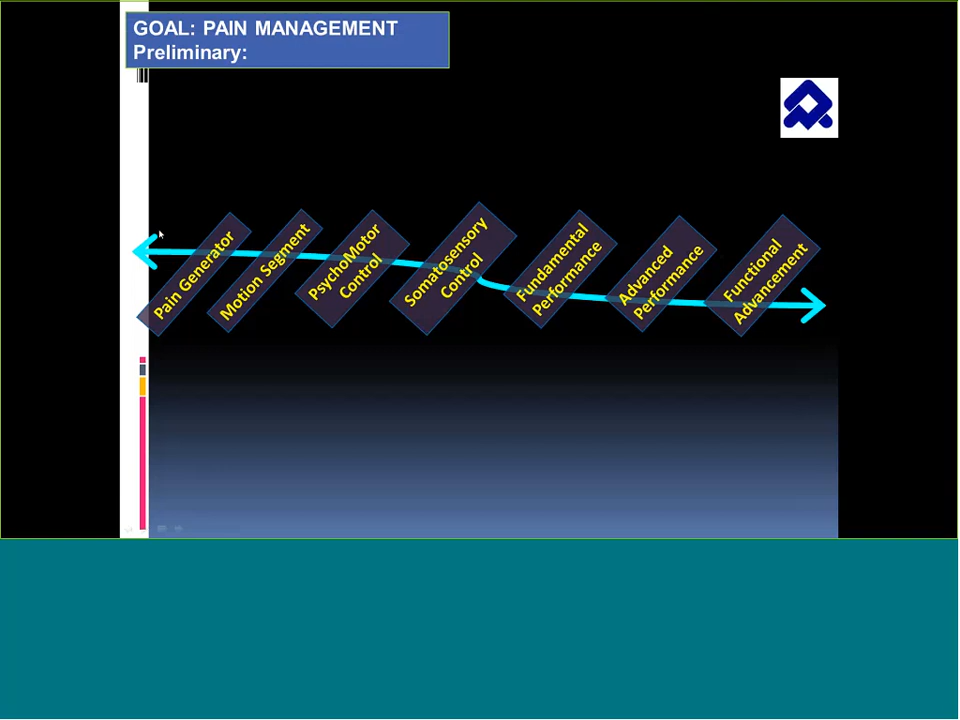 GOAL: PAIN MANAGEMENT
Preliminary:
Pain Generator
Motion Segment
PsychoMotor
Control
Somatosensory
Control
Fundamental
Performance
Advanced
Performance
Functional
Advancement